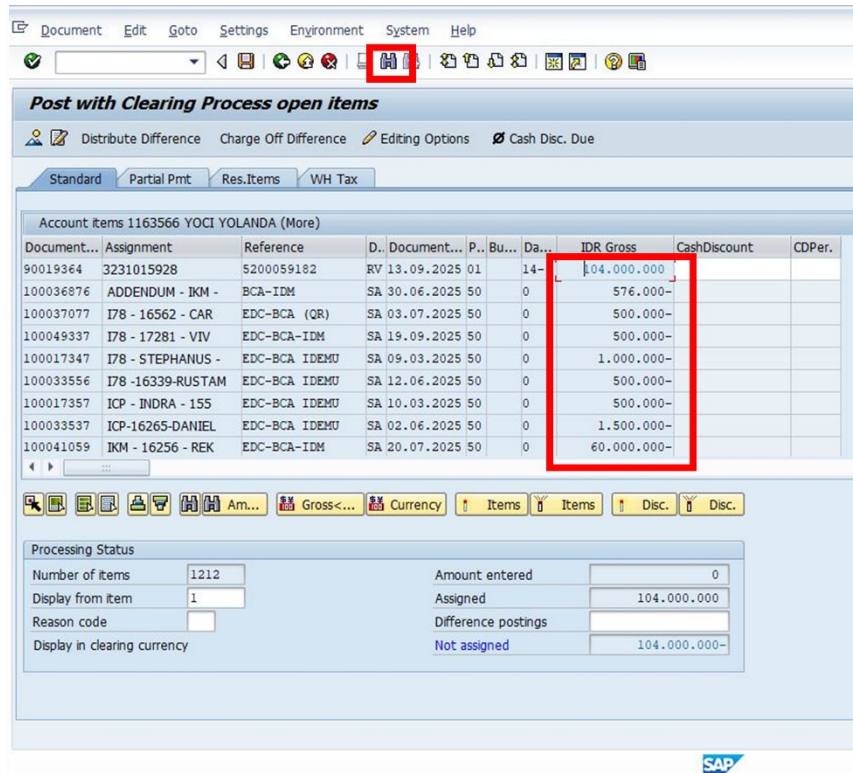 Document Edit Goto Settings Environment System Help
Post with Clearing Process open items
Distribute Difference Charge Off Difference Editing Options Cash Disc. Due
Standard Partial Pmt Res.Items WH Tax
Account items 1163566 YOCI YOLANDA (More)
Document... Assignment Reference D.. Document... P.. Bu... Da... IDR Gross CashDiscount CDPer.
90019364 3231015928 5200059182 RV 13.09.2025 01 14- 104.000.000
100036876 ADDENDUM - IKM - BCA-IDM SA 30.06.2025 50 0 576.000-
100037077 I78 - 16562 - CAR EDC-BCA (QR) SA 03.07.2025 50 0 500.000-
100049337 I78 - 17281 - VIV EDC-BCA-IDM SA 19.09.2025 50 0 500.000-
100017347 I78 - STEPHANUS - EDC-BCA IDEMU SA 09.03.2025 50 0 1.000.000-
100033556 I78 -16339-RUSTAM EDC-BCA IDEMU SA 12.06.2025 50 0 500.000-
100017357 ICP - INDRA - 155 EDC-BCA IDEMU SA 10.03.2025 50 0 500.000-
100033537 ICP-16265-DANIEL EDC-BCA IDEMU SA 02.06.2025 50 0 1.500.000-
100041059 IKM - 16256 - REK EDC-BCA-IDM SA 20.07.2025 50 0 60.000.000-
Am... Gross<... Currency Items Items Disc. Disc.
Processing Status
Number of items 1212 Amount entered 0
Display from item 1 Assigned 104.000.000
Reason code Difference postings
Display in clearing currency Not assigned 104.000.000-
SAP